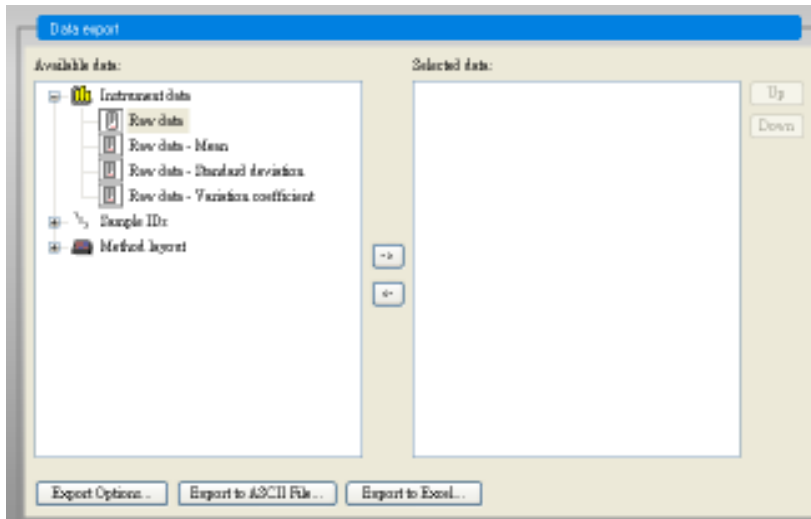 Data export
Available data:
Selected data:
Instrument data
Raw data
Raw data - Mean
Raw data - Standard deviation
Raw data - Variation coefficient
Sample IDs
Method layout
Up
Down
->
<-
Export Options...
Export to ASCII File...
Export to Excel...